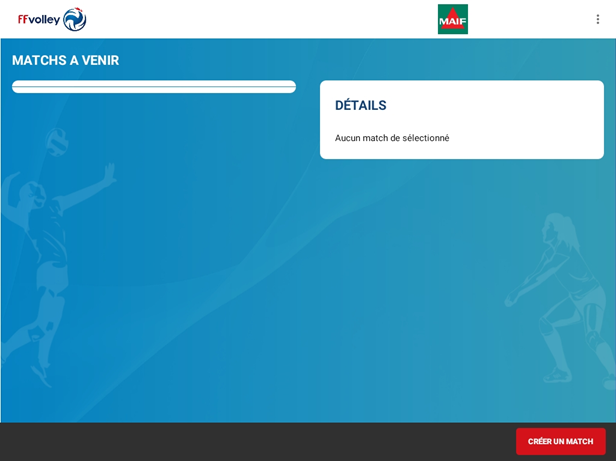 FFvolley
MAIF
MATCHS A VENIR
DÉTAILS
Aucun match de sélectionné
CRÉER UN MATCH